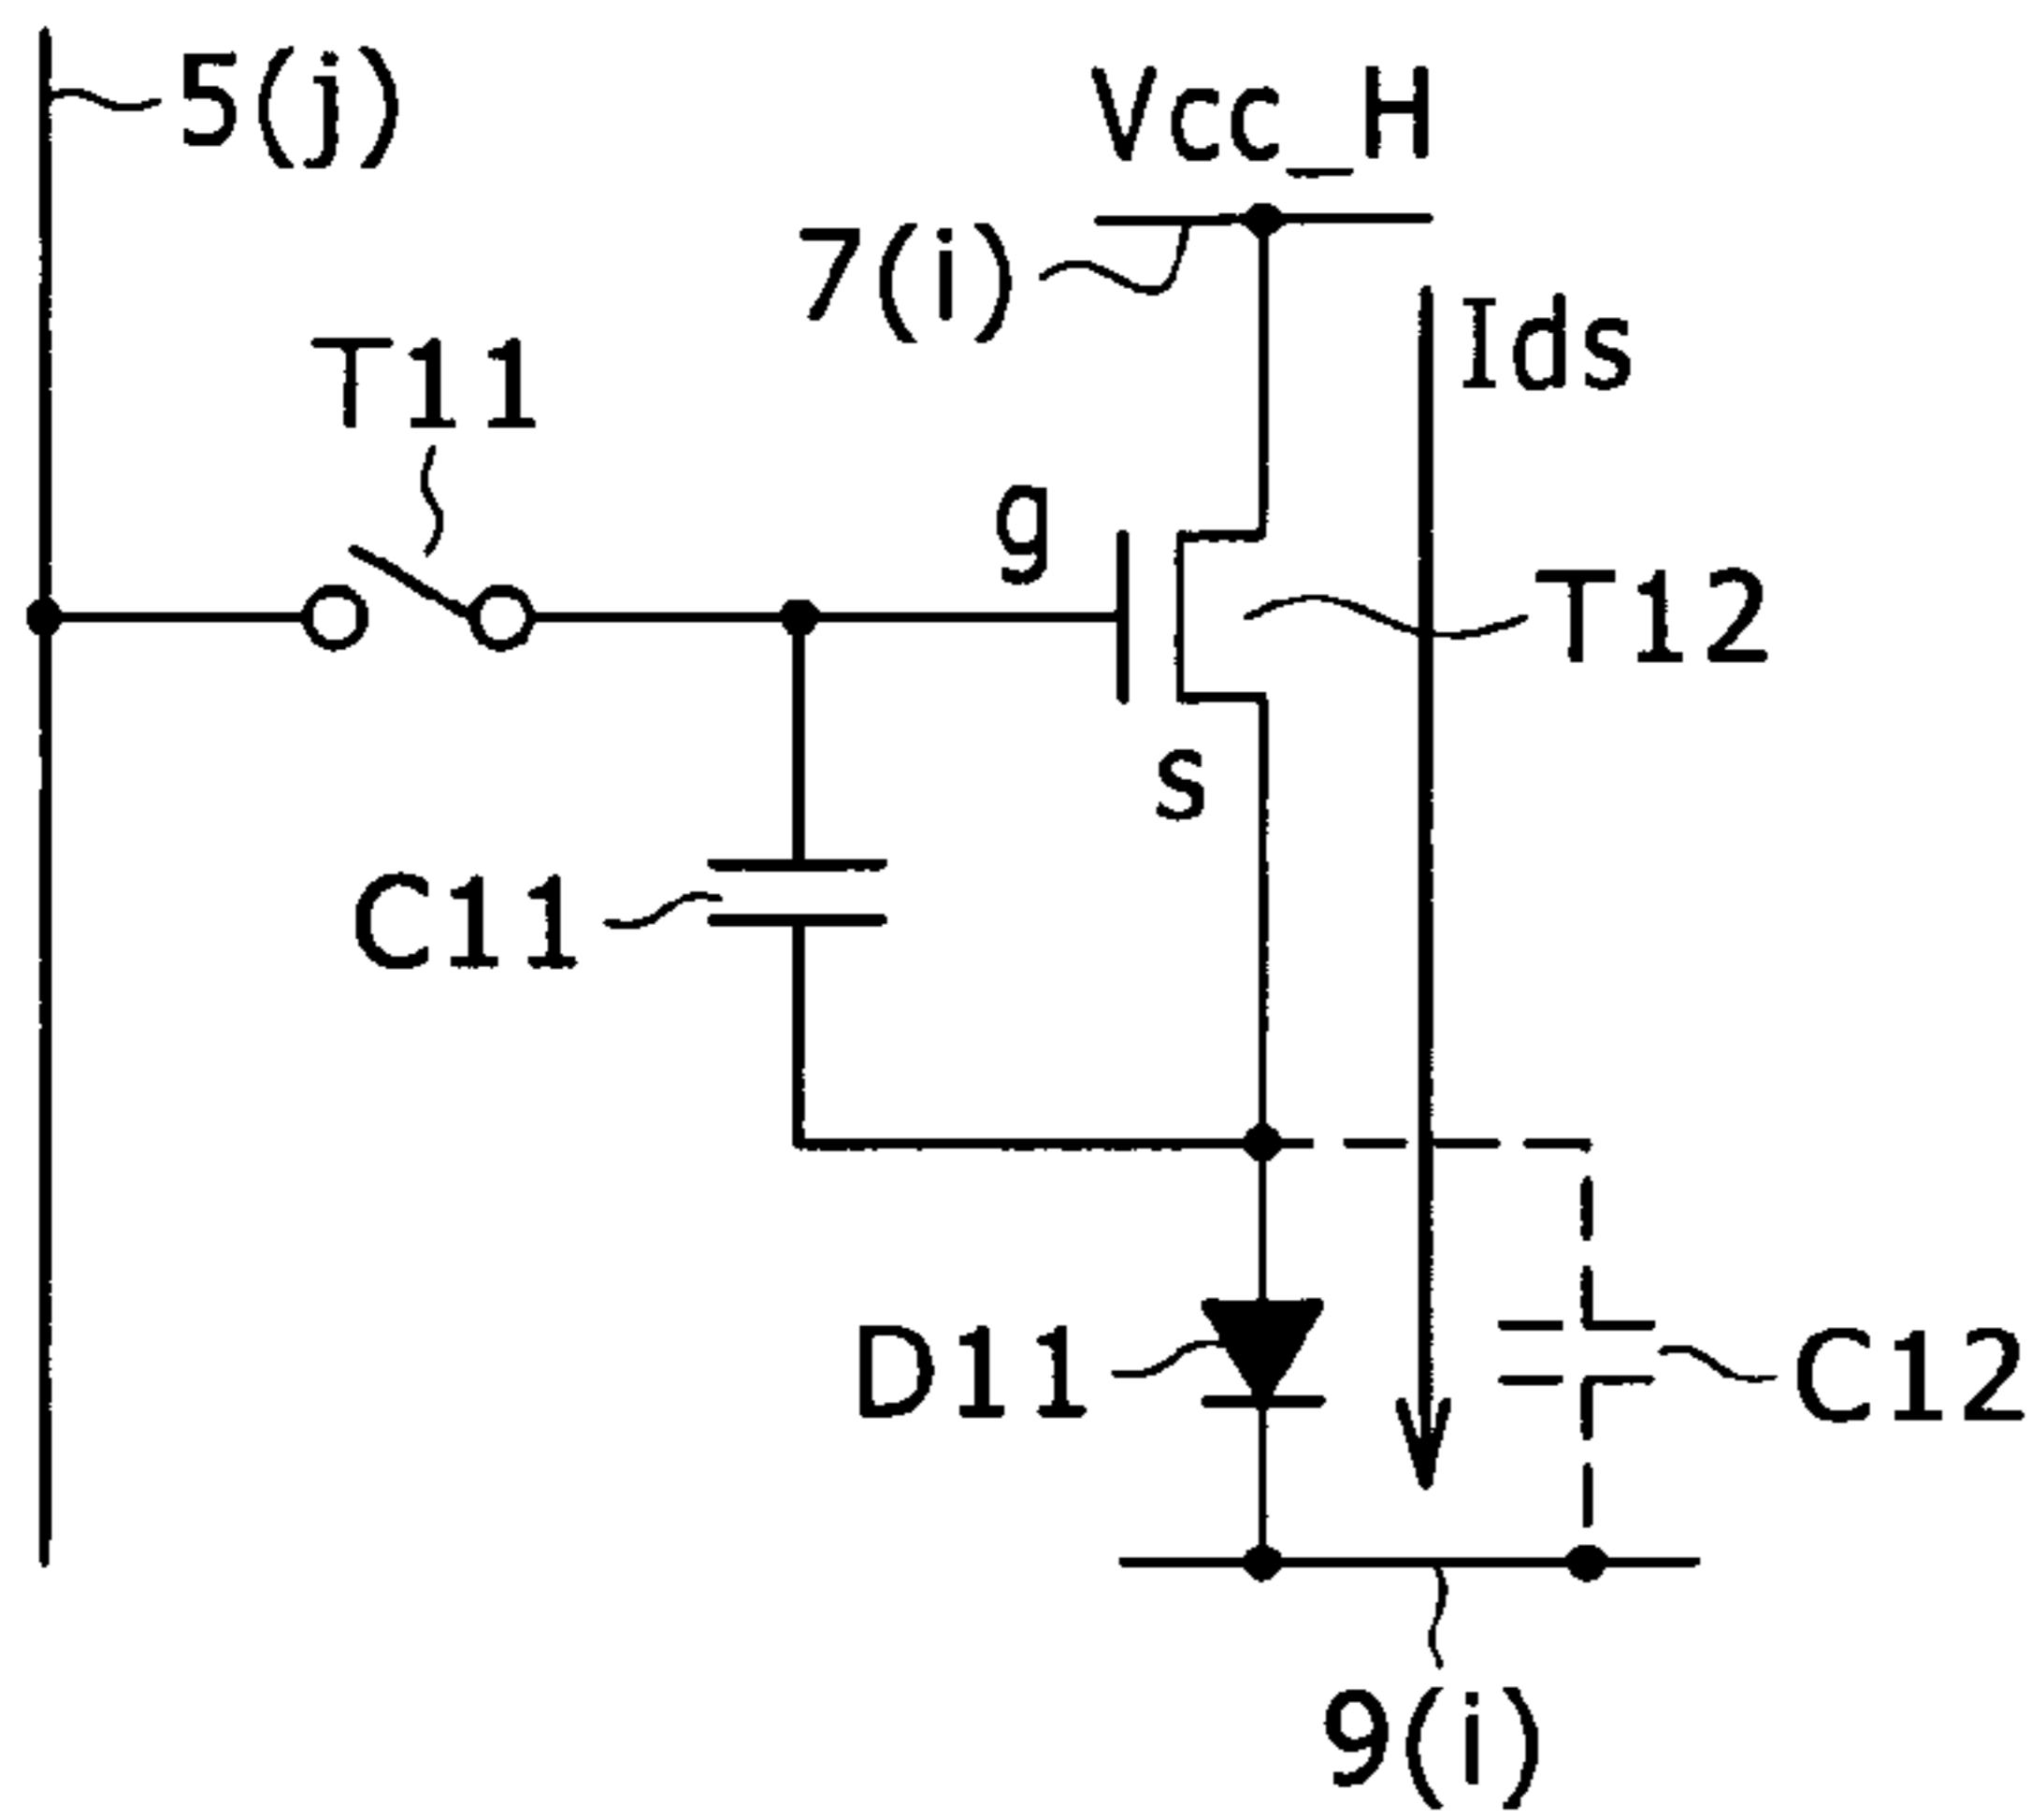 5(j)
Vcc_H
7(i)
Ids
T11
g
T12
s
C11
D11
C12
9(i)